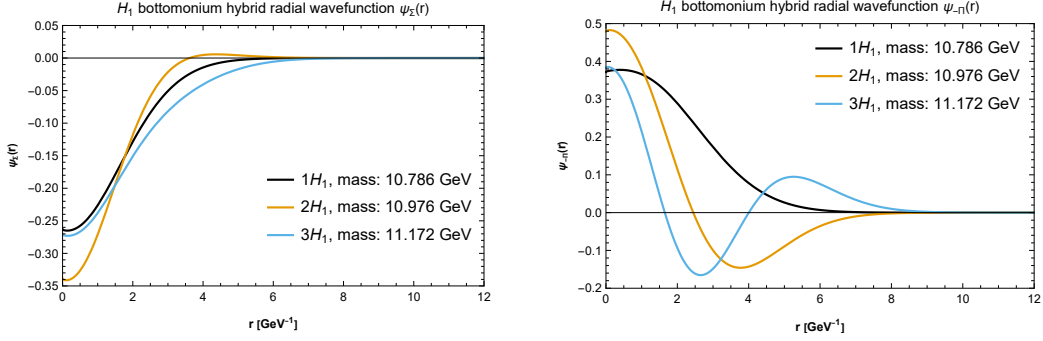 H₁ bottomonium hybrid radial wavefunction ψ_Σ(r)
0.05
0.00
-0.05
-0.10
-0.15
-0.20
-0.25
-0.30
-0.35
ψ_Σ(r)
1H₁, mass: 10.786 GeV
2H₁, mass: 10.976 GeV
3H₁, mass: 11.172 GeV
0 2 4 6 8 10 12
r [GeV⁻¹]
H₁ bottomonium hybrid radial wavefunction ψ₋Π(r)
0.5
0.4
0.3
0.2
0.1
0.0
-0.1
-0.2
ψ₋Π(r)
1H₁, mass: 10.786 GeV
2H₁, mass: 10.976 GeV
3H₁, mass: 11.172 GeV
0 2 4 6 8 10 12
r [GeV⁻¹]